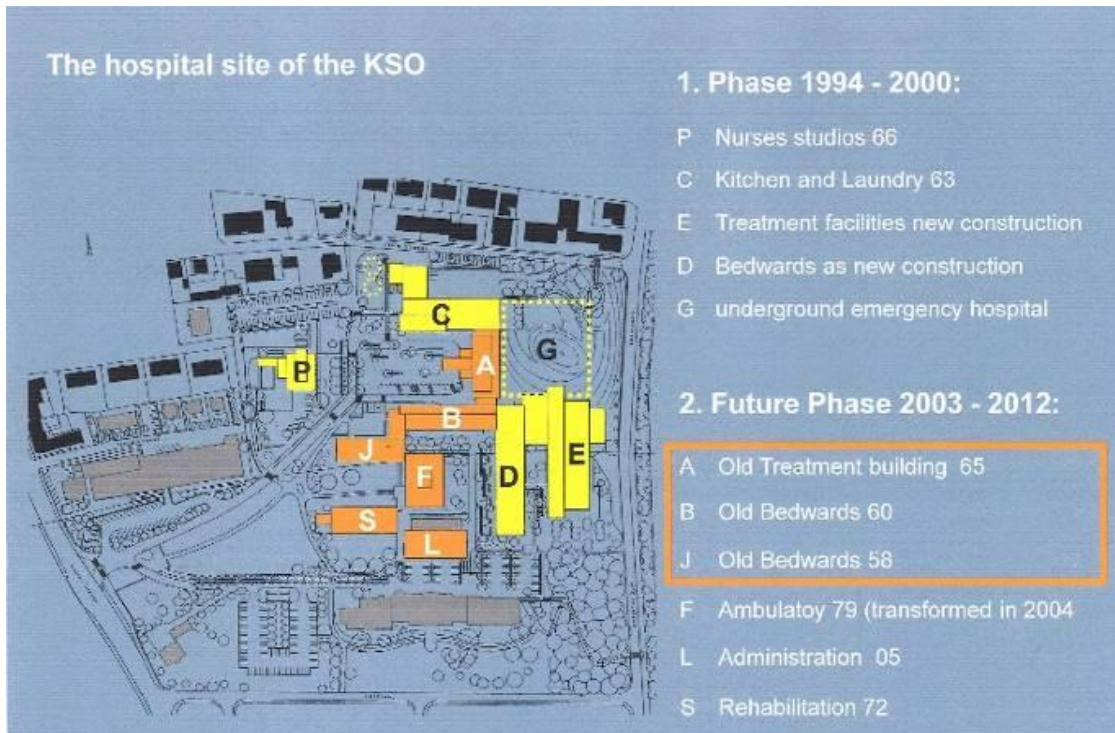 The hospital site of the KSO
1. Phase 1994 - 2000:
P Nurses studios 66
C Kitchen and Laundry 63
E Treatment facilities new construction
D Bedwards as new construction
G underground emergency hospital
2. Future Phase 2003 - 2012:
A Old Treatment building 65
B Old Bedwards 60
J Old Bedwards 58
F Ambulatoy 79 (transformed in 2004
L Administration 05
S Rehabilitation 72
C
A
G
P
B
J
F
D
E
S
L